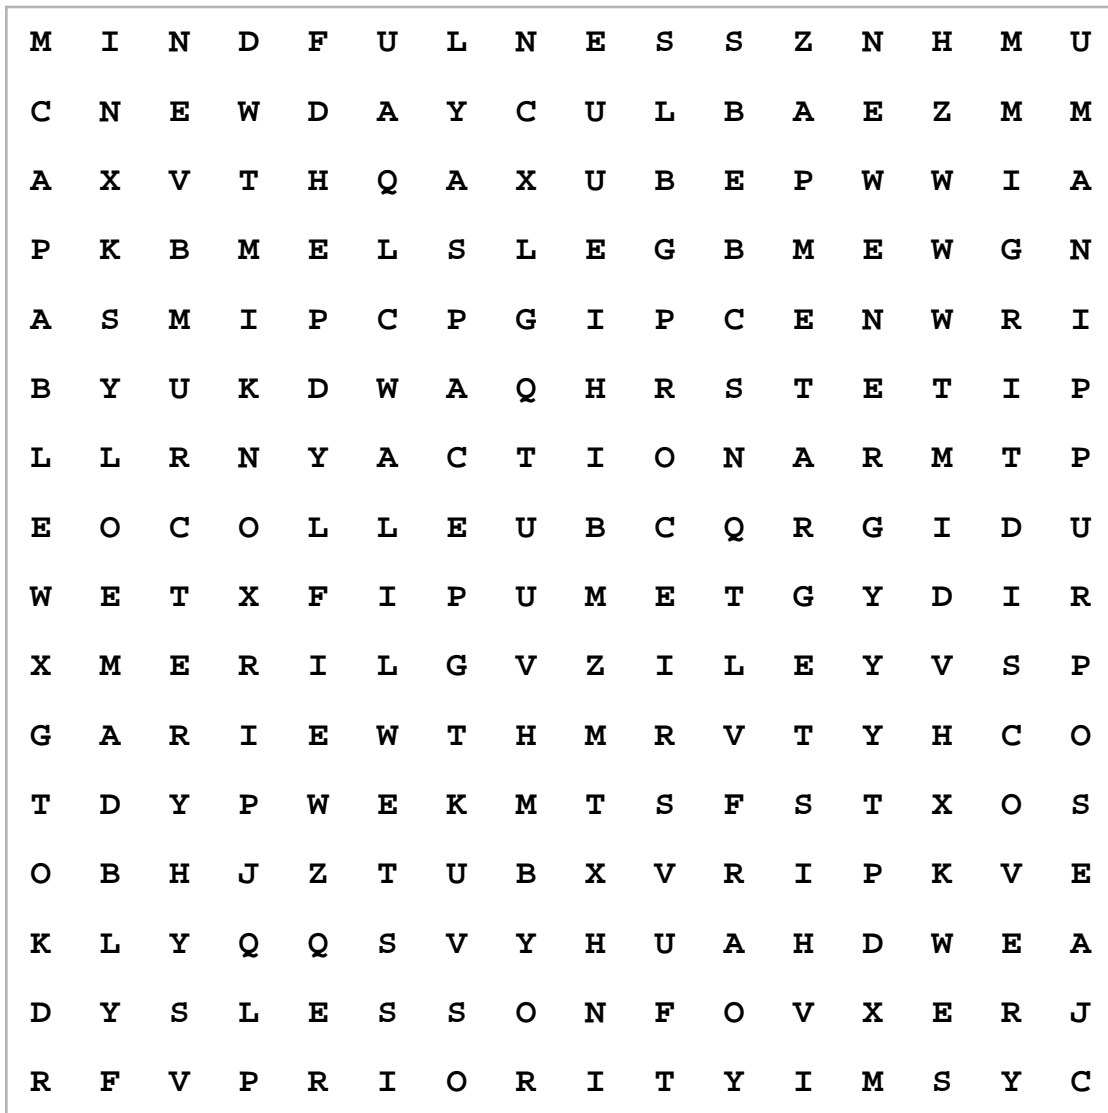 M I N D F U L N E S S Z N H M U
C N E W D A Y C U L B A E Z M M
A X V T H Q A X U B E P W W I A
P K B M E L S L E G B M E W G N
A S M I P C P G I P C E N W R I
B Y U K D W A Q H R S T E T I P
L L R N Y A C T I O N A R M T P
E O C O L L E U B C Q R G I D U
W E T X F I P U M E T G Y D I R
X M E R I L G V Z I L E Y V S P
G A R I E W T H M R V T Y H C O
T D Y P W E K M T S F S T X O S
O B H J Z T U B X V R I P K V E
K L Y Q Q S V Y H U A H D W E A
D Y S L E S S O N F O V X E R J
R F V P R I O R I T Y I M S Y C